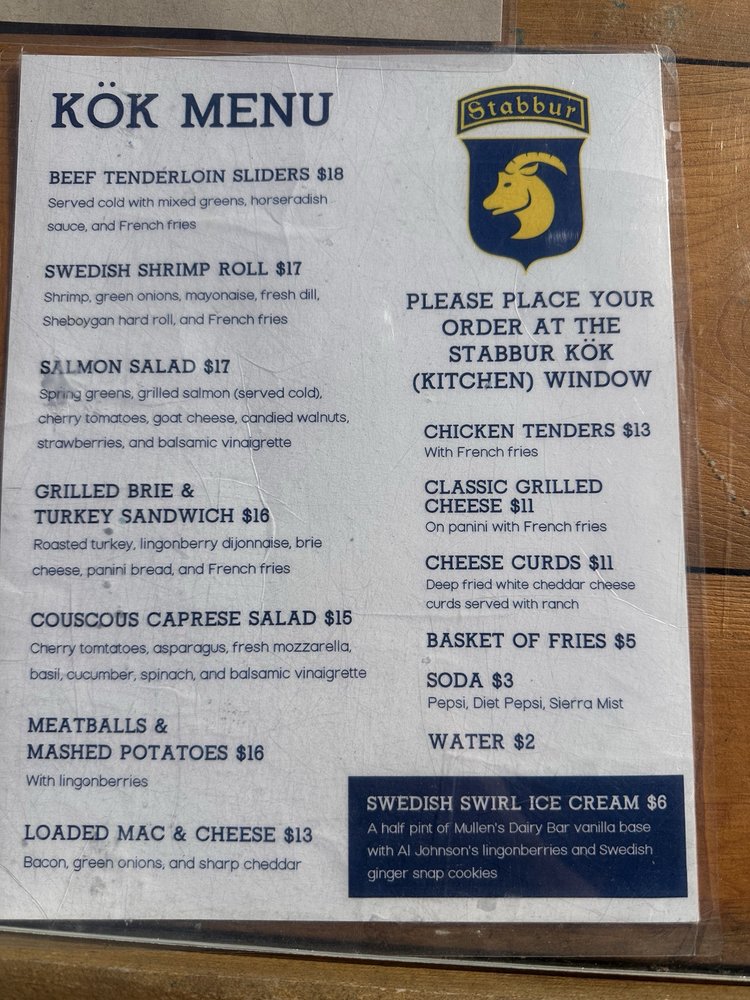 KÖK MENU
BEEF TENDERLOIN SLIDERS $18
Served cold with mixed greens, horseradish
sauce, and French fries
SWEDISH SHRIMP ROLL $17
Shrimp, green onions, mayonaise, fresh dill,
Sheboygan hard roll, and French fries
SALMON SALAD $17
Spring greens, grilled salmon (served cold),
cherry tomatoes, goat cheese, candied walnuts,
strawberries, and balsamic vinaigrette
GRILLED BRIE &
TURKEY SANDWICH $16
Roasted turkey, lingonberry dijonnaise, brie
cheese, panini bread, and French fries
COUSCOUS CAPRESE SALAD $15
Cherry tomtatoes, asparagus, fresh mozzarella,
basil, cucumber, spinach, and balsamic vinaigrette
MEATBALLS &
MASHED POTATOES $16
With lingonberries
LOADED MAC & CHEESE $13
Bacon, green onions, and sharp cheddar
Stabbur
PLEASE PLACE YOUR
ORDER AT THE
STABBUR KÖK
(KITCHEN) WINDOW
CHICKEN TENDERS $13
With French fries
CLASSIC GRILLED
CHEESE $11
On panini with French fries
CHEESE CURDS $11
Deep fried white cheddar cheese
curds served with ranch
BASKET OF FRIES $5
SODA $3
Pepsi, Diet Pepsi, Sierra Mist
WATER $2
SWEDISH SWIRL ICE CREAM $6
A half pint of Mullen's Dairy Bar vanilla base
with Al Johnson's lingonberries and Swedish
ginger snap cookies